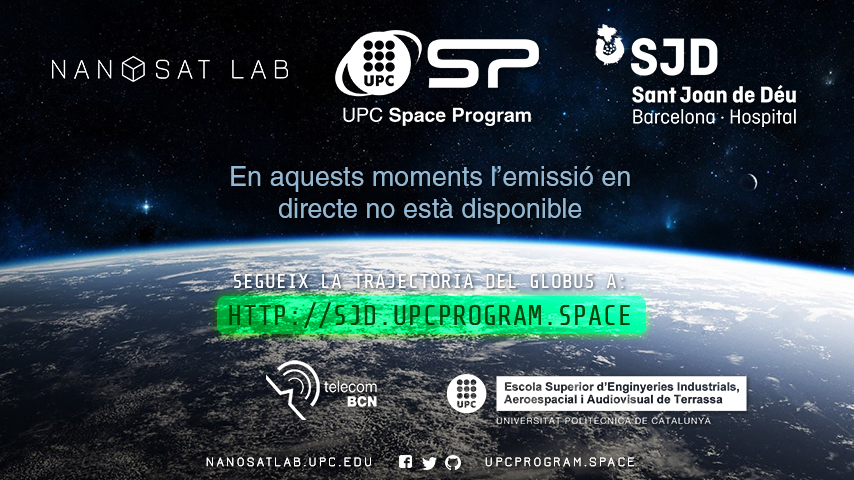 NANOSAT LAB
UPC
SP
UPC Space Program
SJD
Sant Joan de Déu
Barcelona · Hospital
En aquests moments l'emissió en
directe no està disponible
SEGUEIX LA TRAJECTORIA DEL GLOBUS A:
HTTP://SJD.UPCPROGRAM.SPACE
telecom
BCN
UPC
Escola Superior d'Enginyeries Industrials,
Aeroespacial i Audiovisual de Terrassa
UNIVERSITAT POLITÈCNICA DE CATALUNYA
NANOSATLAB.UPC.EDU
UPCPROGRAM.SPACE